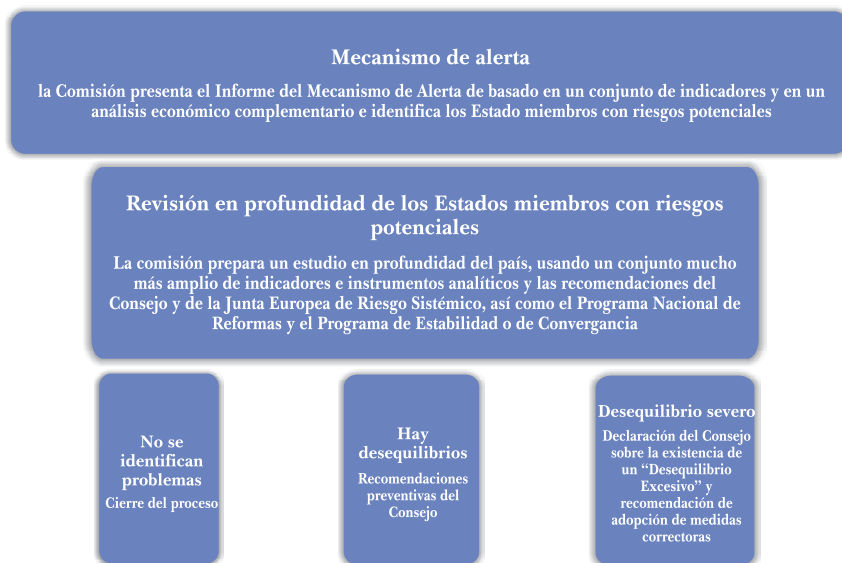 Mecanismo de alerta
la Comisión presenta el Informe del Mecanismo de Alerta de basado en un conjunto de indicadores y en un
análisis económico complementario e identifica los Estado miembros con riesgos potenciales
Revisión en profundidad de los Estados miembros con riesgos
potenciales
La comisión prepara un estudio en profundidad del país, usando un conjunto mucho
más amplio de indicadores e instrumentos analíticos y las recomendaciones del
Consejo y de la Junta Europea de Riesgo Sistémico, así como el Programa Nacional de
Reformas y el Programa de Estabilidad o de Convergancia
No se
identifican
problemas
Cierre del proceso
Hay
desequilibrios
Recomendaciones
preventivas del
Consejo
Desequilibrio severo
Declaración del Consejo
sobre la existencia de
un “Desequilibrio
Excesivo” y
recomendación de
adopción de medidas
correctoras